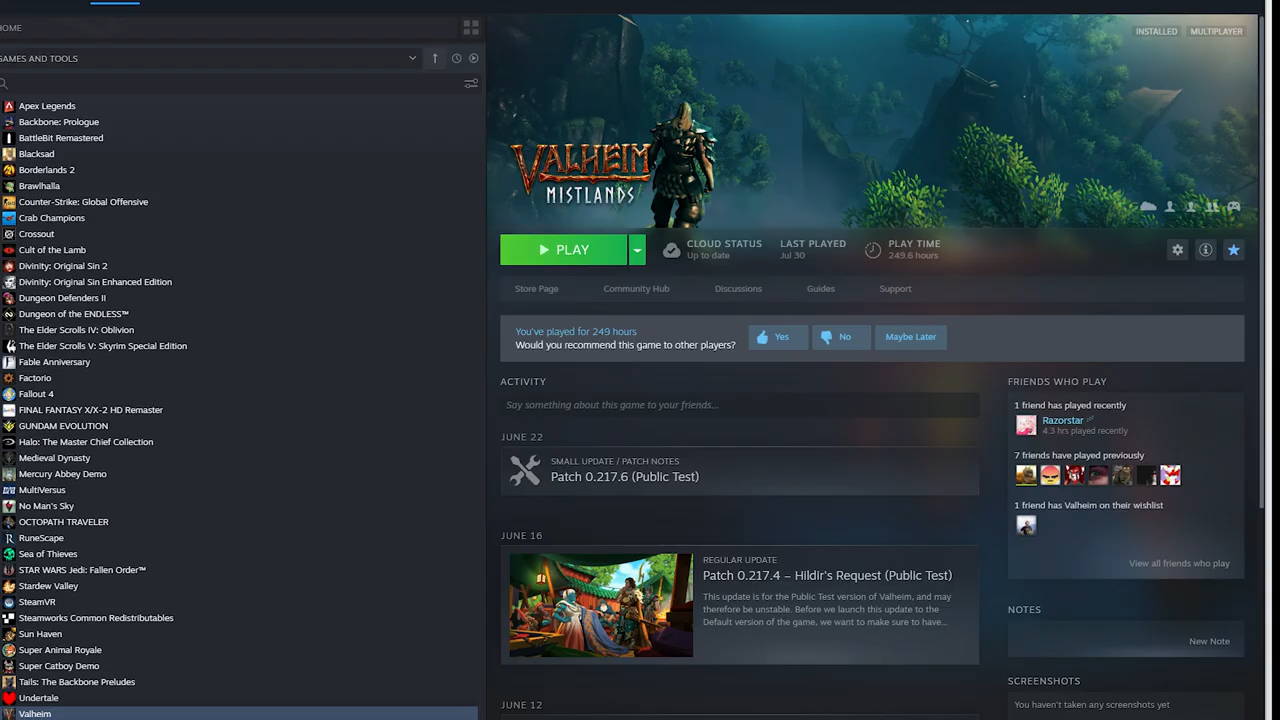 HOME
GAMES AND TOOLS
Apex Legends
Backbone: Prologue
BattleBit Remastered
Blacksad
Borderlands 2
Brawlhalla
Counter-Strike: Global Offensive
Crab Champions
Crossout
Cult of the Lamb
Divinity: Original Sin 2
Divinity: Original Sin Enhanced Edition
Dungeon Defenders II
Dungeon of the ENDLESS™
The Elder Scrolls IV: Oblivion
The Elder Scrolls V: Skyrim Special Edition
Fable Anniversary
Factorio
Fallout 4
FINAL FANTASY X/X-2 HD Remaster
GUNDAM EVOLUTION
Halo: The Master Chief Collection
Medieval Dynasty
Mercury Abbey Demo
MultiVersus
No Man's Sky
OCTOPATH TRAVELER
RuneScape
Sea of Thieves
STAR WARS Jedi: Fallen Order™
Stardew Valley
SteamVR
Steamworks Common Redistributables
Sun Haven
Super Animal Royale
Super Catboy Demo
Tails: The Backbone Preludes
Undertale
Valheim
INSTALLED MULTIPLAYER
VALHEIM
MISTLANDS
PLAY
CLOUD STATUS
Up to date
LAST PLAYED
Jul 30
PLAY TIME
249.6 hours
Store Page Community Hub Discussions Guides Support
You've played for 249 hours
Would you recommend this game to other players?
Yes No Maybe Later
ACTIVITY
Say something about this game to your friends...
JUNE 22
SMALL UPDATE / PATCH NOTES
Patch 0.217.6 (Public Test)
JUNE 16
REGULAR UPDATE
Patch 0.217.4 – Hildir's Request (Public Test)
This update is for the Public Test version of Valheim, and may
therefore be unstable. Before we launch this update to the
Default version of the game, we want to make sure to have...
JUNE 12
FRIENDS WHO PLAY
1 friend has played recently
Razorstar
4.3 hrs played recently
7 friends have played previously
1 friend has Valheim on their wishlist
View all friends who play
NOTES
New Note
SCREENSHOTS
You haven't taken any screenshots yet